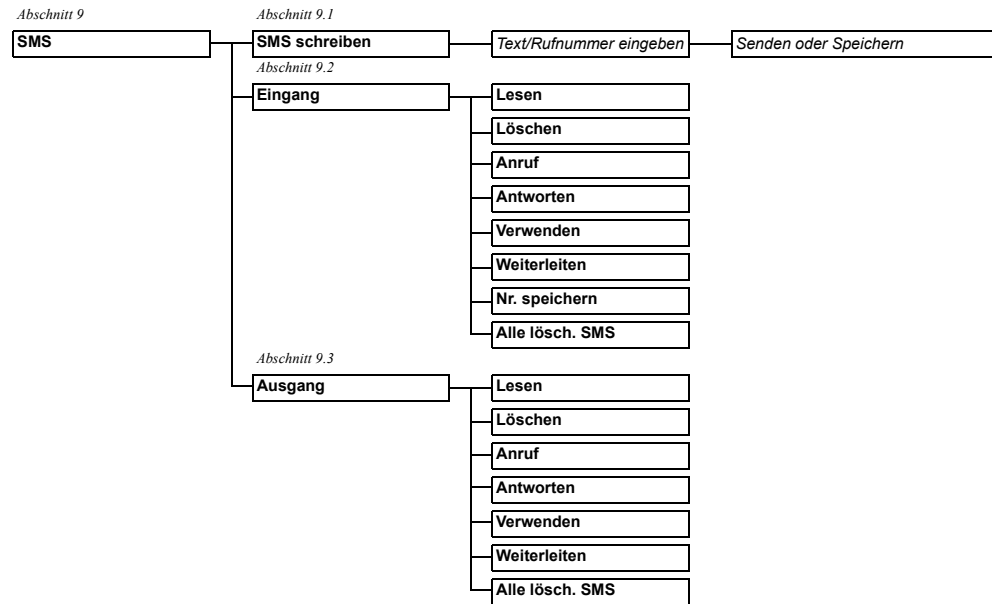 Abschnitt 9
Abschnitt 9.1
SMS
SMS schreiben
Text/Rufnummer eingeben
Senden oder Speichern
Abschnitt 9.2
Eingang
Lesen
Löschen
Anruf
Antworten
Verwenden
Weiterleiten
Nr. speichern
Alle lösch. SMS
Abschnitt 9.3
Ausgang
Lesen
Löschen
Anruf
Antworten
Verwenden
Weiterleiten
Alle lösch. SMS